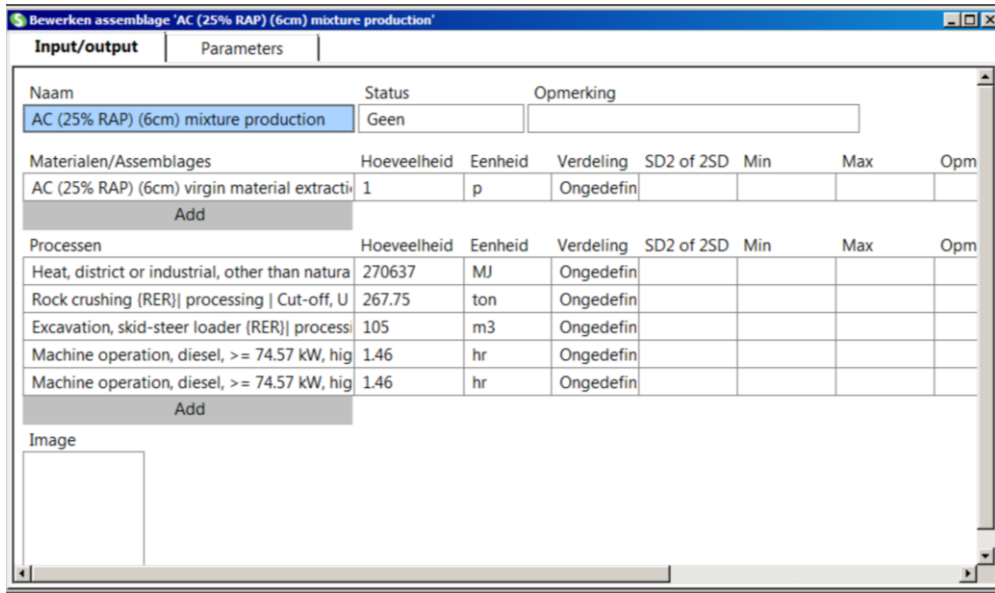 Bewerken assemblage 'AC (25% RAP) (6cm) mixture production'
Input/output Parameters
Naam Status Opmerking
AC (25% RAP) (6cm) mixture production Geen
Materialen/Assemblages Hoeveelheid Eenheid Verdeling SD2 of 2SD Min Max Opm
AC (25% RAP) (6cm) virgin material extracti 1 p Ongedefin
Add
Processen Hoeveelheid Eenheid Verdeling SD2 of 2SD Min Max Opm
Heat, district or industrial, other than natura 270637 MJ Ongedefin
Rock crushing {RER}| processing | Cut-off, U 267.75 ton Ongedefin
Excavation, skid-steer loader {RER}| processi 105 m3 Ongedefin
Machine operation, diesel, >= 74.57 kW, hig 1.46 hr Ongedefin
Machine operation, diesel, >= 74.57 kW, hig 1.46 hr Ongedefin
Add
Image